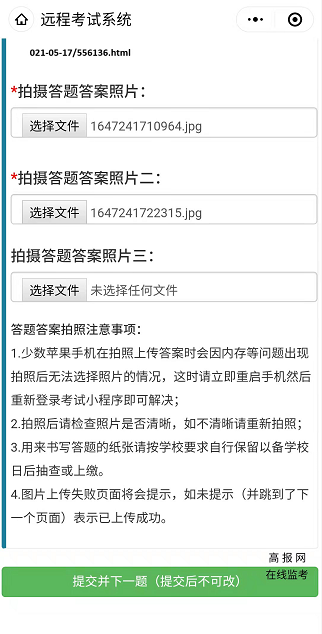 远程考试系统
021-05-17/556136.html
*拍摄答题答案照片：
选择文件 1647241710964.jpg
*拍摄答题答案照片二：
选择文件 1647241722315.jpg
拍摄答题答案照片三：
选择文件 未选择任何文件
答题答案拍照注意事项：
1.少数苹果手机在拍照上传答案时会因内存等问题出现
拍照后无法选择照片的情况，这时请立即重启手机然后
重新登录考试小程序即可解决；
2.拍照后请检查照片是否清晰，如不清晰请重新拍照；
3.用来书写答题的纸张请按学校要求自行保留以备学校
日后抽查或上缴。
4.图片上传失败页面将会提示，如未提示（并跳到了下
一个页面）表示已上传成功。
高报网
提交并下一题（提交后不可改）
在线监考